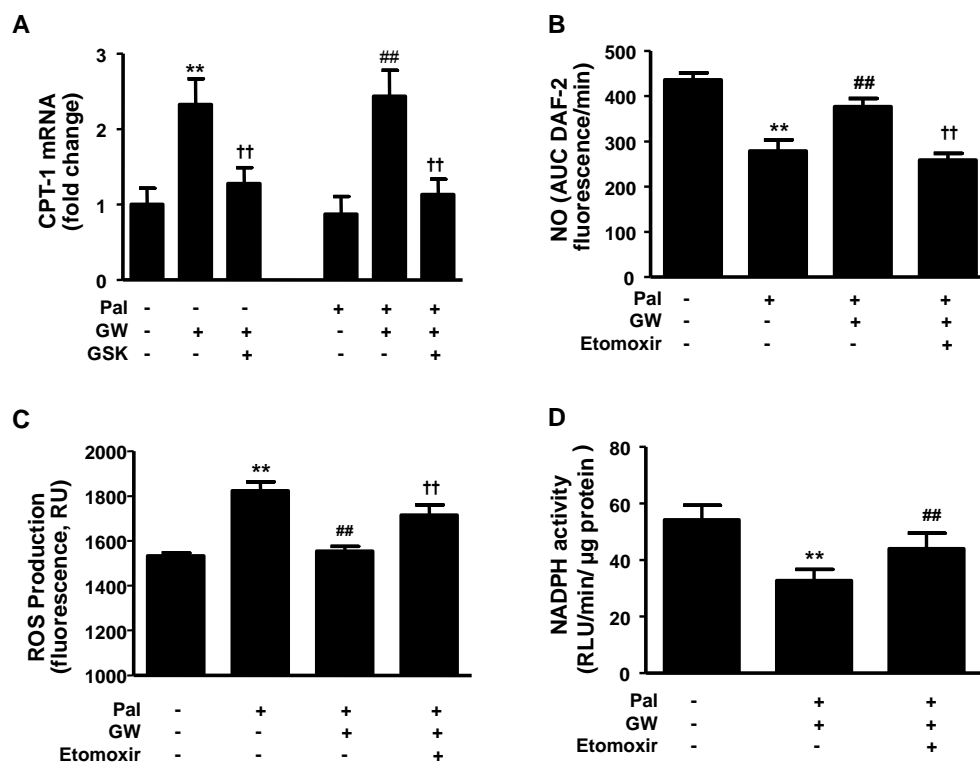 A
CPT-1 mRNA
(fold change)
3
2
1
0
**
††
##
††
Pal - - - + + +
GW - + + - + +
GSK - - + - - +
B
NO (AUC DAF-2
fluorescence/min)
500
400
300
200
100
0
**
##
††
Pal - + + +
GW - - + +
Etomoxir - - - +
C
ROS Production
(fluorescence, RU)
2000
1800
1600
1400
1200
1000
**
##
††
Pal - + + +
GW - - + +
Etomoxir - - - +
D
NADPH activity
(RLU/min/ µg protein )
80
60
40
20
0
**
##
Pal - + +
GW - + +
Etomoxir - - +